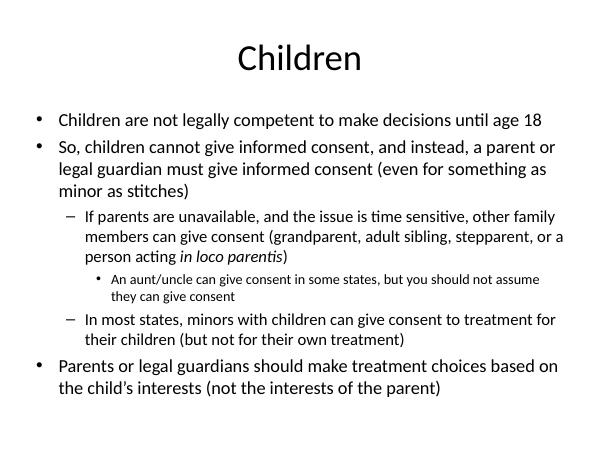 Children
• Children are not legally competent to make decisions until age 18
• So, children cannot give informed consent, and instead, a parent or
legal guardian must give informed consent (even for something as
minor as stitches)
– If parents are unavailable, and the issue is time sensitive, other family
members can give consent (grandparent, adult sibling, stepparent, or a
person acting in loco parentis)
• An aunt/uncle can give consent in some states, but you should not assume
they can give consent
– In most states, minors with children can give consent to treatment for
their children (but not for their own treatment)
• Parents or legal guardians should make treatment choices based on
the child’s interests (not the interests of the parent)